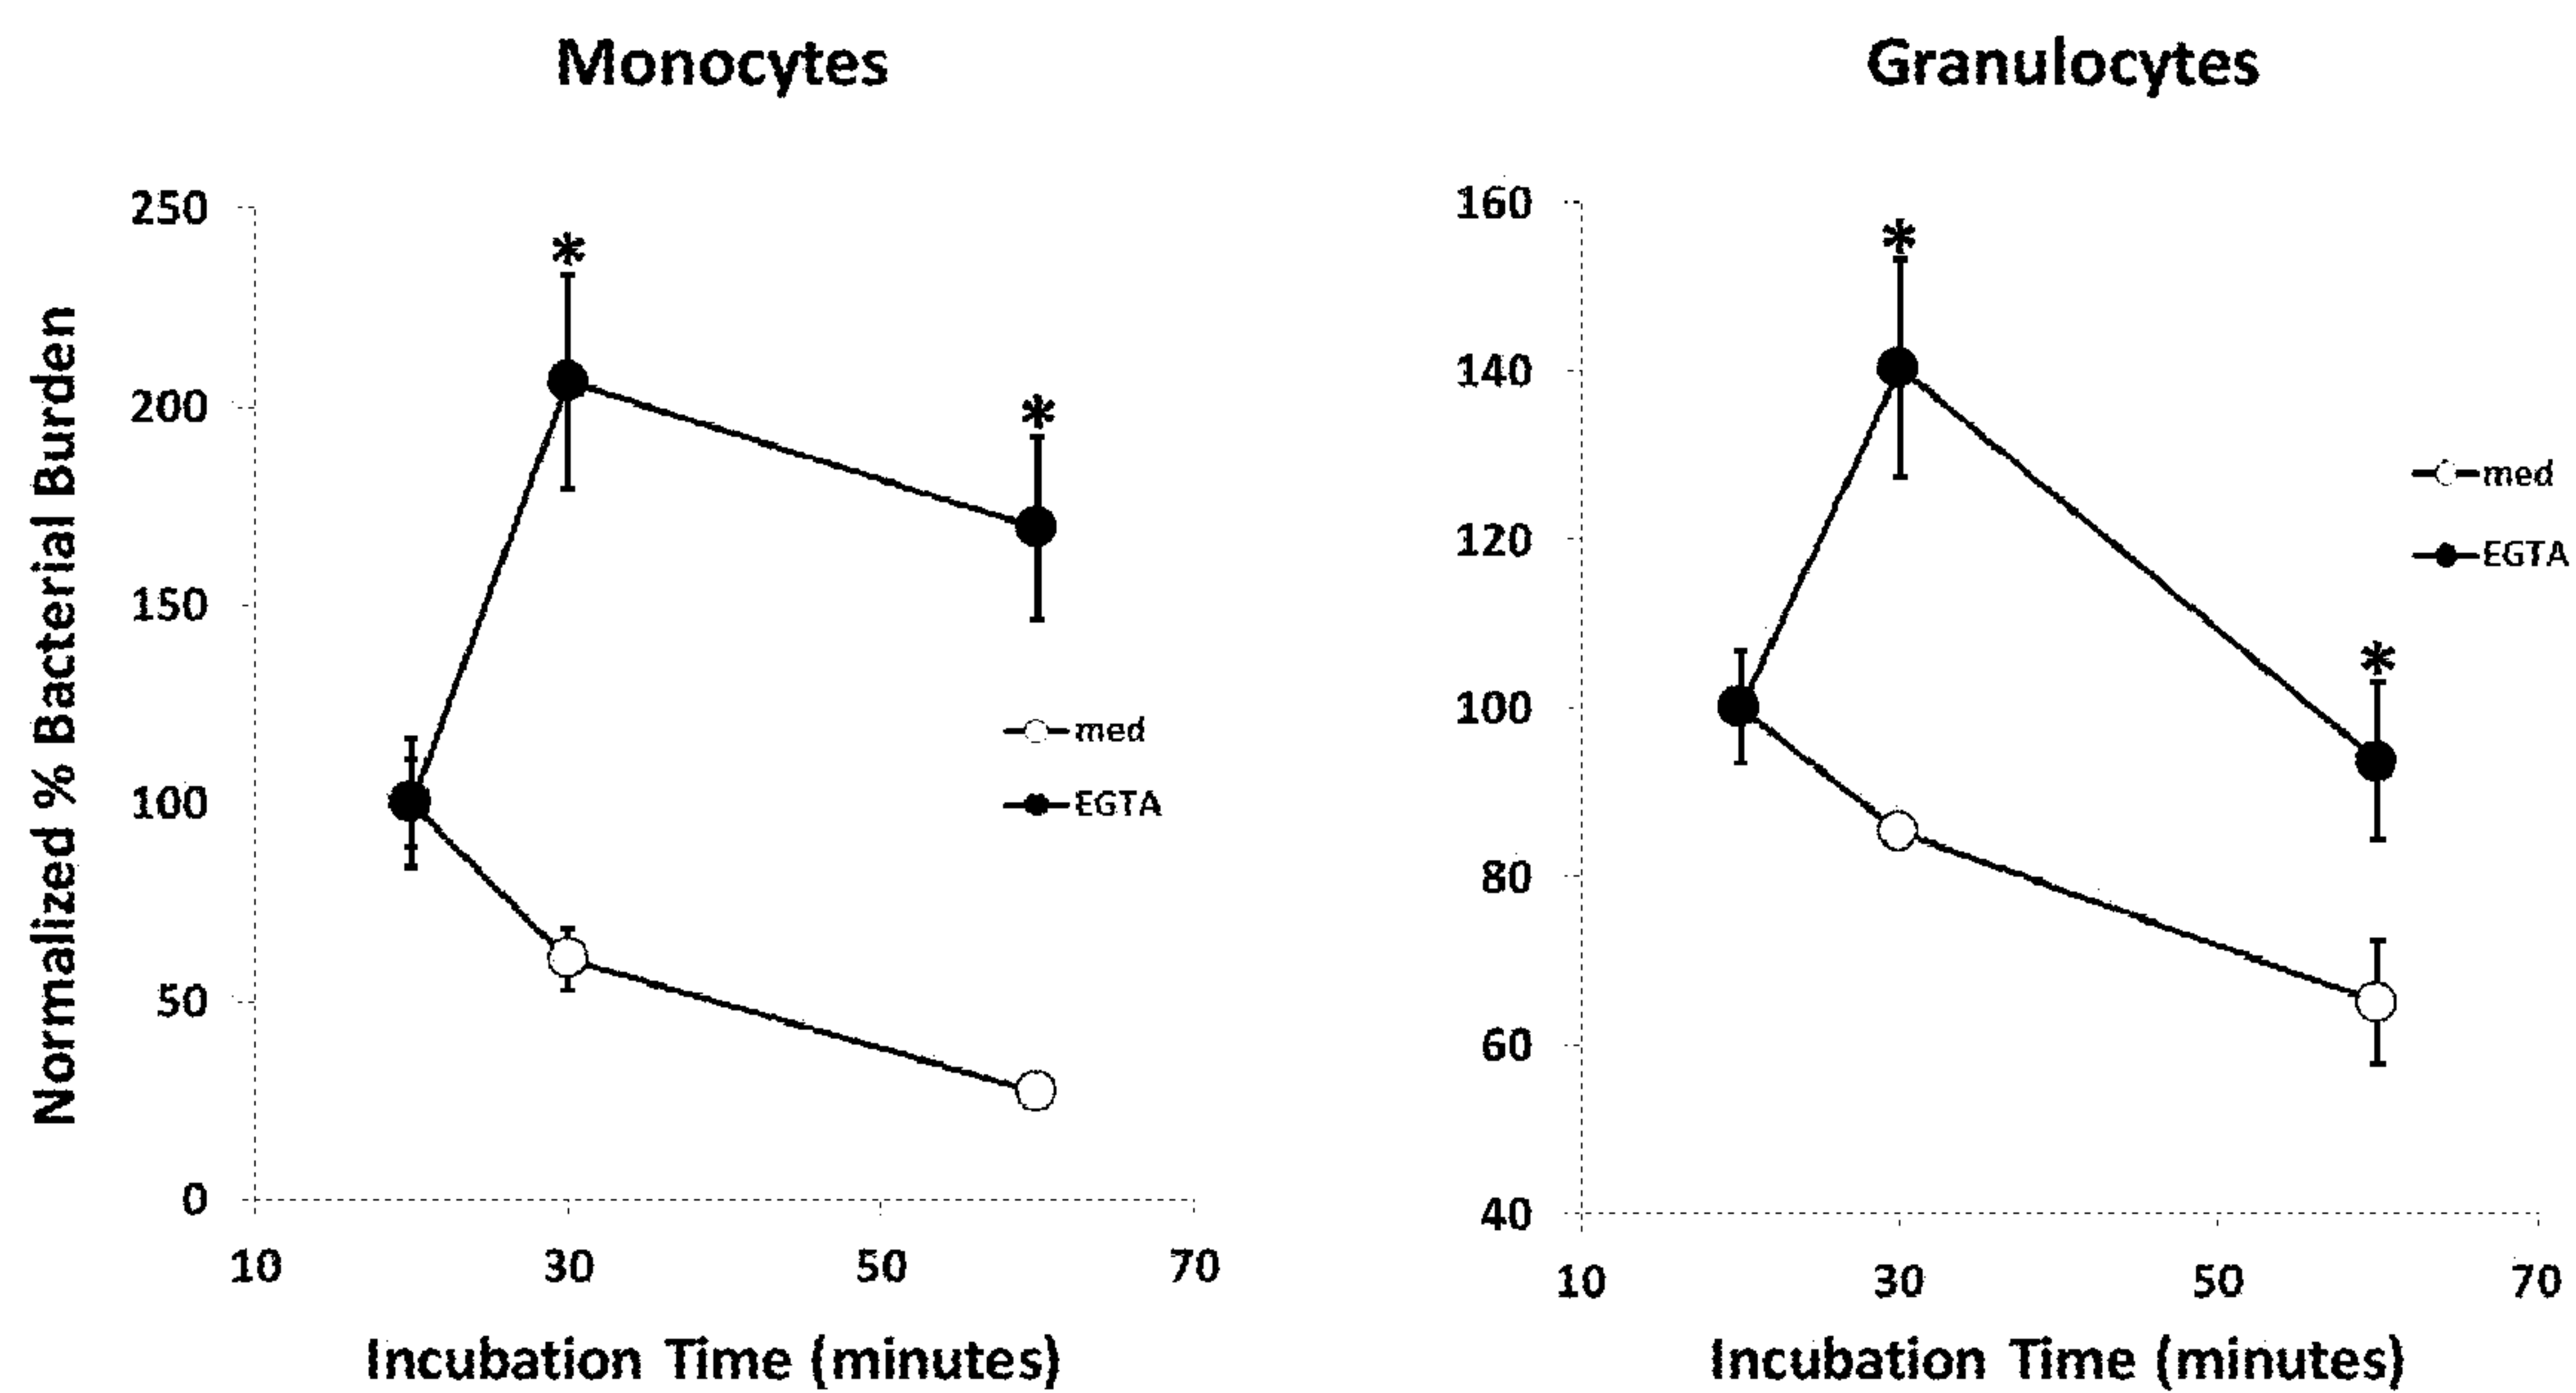 Monocytes
Normalized % Bacterial Burden
250
200
150
100
50
0
*
*
med
EGTA
10 30 50 70
Incubation Time (minutes)
Granulocytes
160
140
120
100
80
60
40
*
*
med
EGTA
10 30 50 70
Incubation Time (minutes)